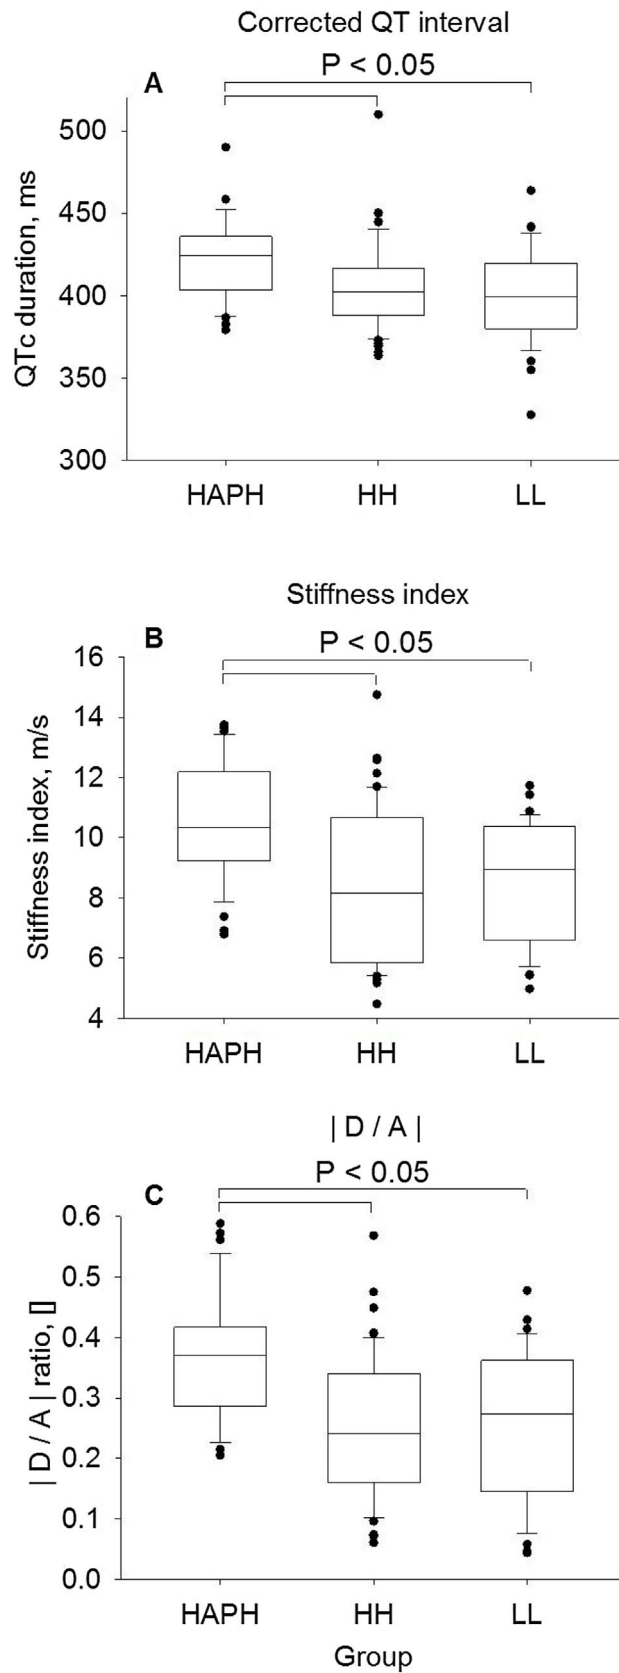 Corrected QT interval
P < 0.05
A
500
450
400
350
300
QTc duration, ms
HAPH HH LL
Stiffness index
P < 0.05
B
16
14
12
10
8
6
4
Stiffness index, m/s
HAPH HH LL
| D / A |
P < 0.05
C
0.6
0.5
0.4
0.3
0.2
0.1
0.0
| D / A | ratio, []
HAPH HH LL
Group